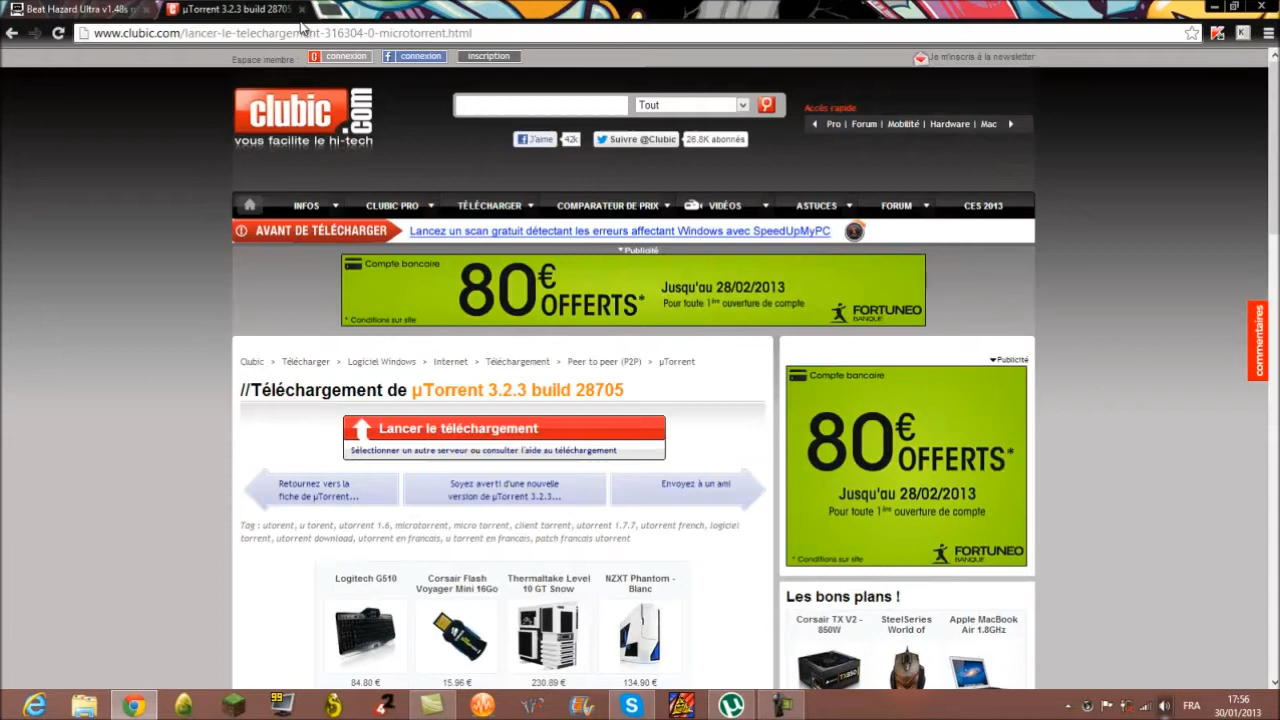 Beat Hazard Ultra v1.48s
µTorrent 3.2.3 build 28705
www.clubic.com/lancer-le-telechargement-316304-0-microtorrent.html
Espace membre :
connexion
connexion
inscription
Je m'inscris à la newsletter
clubic.com
vous facilite le hi-tech
Tout
Accès rapide
Pro | Forum | Mobilité | Hardware | Mac
J'aime
42k
Suivre @Clubic
26,8K abonnés
INFOS
CLUBIC PRO
TÉLÉCHARGER
COMPARATEUR DE PRIX
VIDÉOS
ASTUCES
FORUM
CES 2013
AVANT DE TÉLÉCHARGER
Lancez un scan gratuit détectant les erreurs affectant Windows avec SpeedUpMyPC
Publicité
Compte bancaire
80€ OFFERTS*
Jusqu'au 28/02/2013
Pour toute 1ère ouverture de compte
* Conditions sur site
FORTUNEO
BANQUE
commentaires
Clubic > Télécharger > Logiciel Windows > Internet > Téléchargement > Peer to peer (P2P) > µTorrent
//Téléchargement de µTorrent 3.2.3 build 28705
Lancer le téléchargement
Sélectionner un autre serveur ou consulter l'aide au téléchargement
Retournez vers la
fiche de µTorrent...
Soyez averti d'une nouvelle
version de µTorrent 3.2.3...
Envoyez à un ami
Tag : utorent, u torent, utorrent 1.6, microtorrent, micro torrent, client torrent, utorrent 1.7.7, utorrent french, logiciel
torrent, utorrent download, utorrent en francais, u torrent en francais, patch francais utorrent
Logitech G510
84.80 €
Corsair Flash
Voyager Mini 16Go
15.96 €
Thermaltake Level
10 GT Snow
230.89 €
NZXT Phantom -
Blanc
134.90 €
Publicité
Compte bancaire
80€
OFFERTS*
Jusqu'au 28/02/2013
Pour toute 1ère ouverture de compte
* Conditions sur site
FORTUNEO
BANQUE
Les bons plans !
Corsair TX V2 -
850W
SteelSeries
World of
Apple MacBook
Air 1.8GHz
99
FRA
17:56
30/01/2013